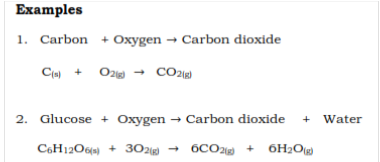 Examples
1. Carbon + Oxygen → Carbon dioxide
C(s) + O2(g) → CO2(g)
2. Glucose + Oxygen → Carbon dioxide + Water
C6H12O6(s) + 3O2(g) → 6CO2(g) + 6H2O(g)